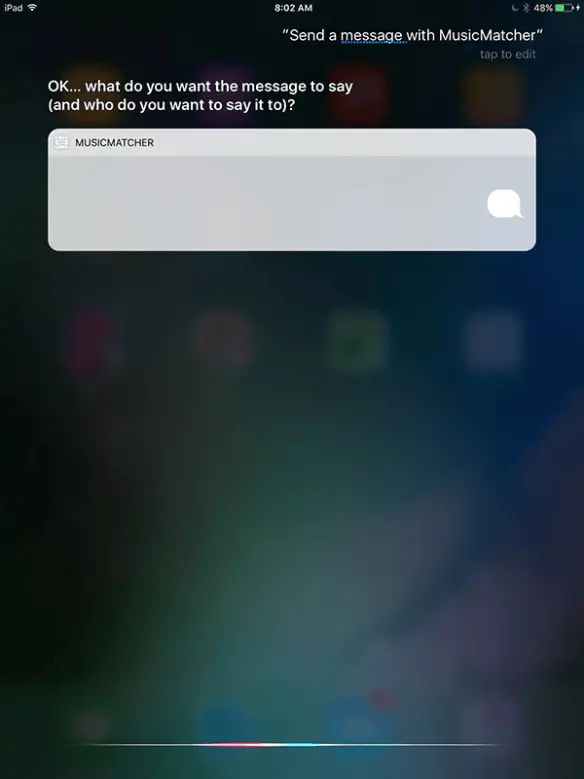 iPad 8:02 AM 48%
“Send a message with MusicMatcher”
tap to edit
OK... what do you want the message to say
(and who do you want to say it to)?
MUSICMATCHER